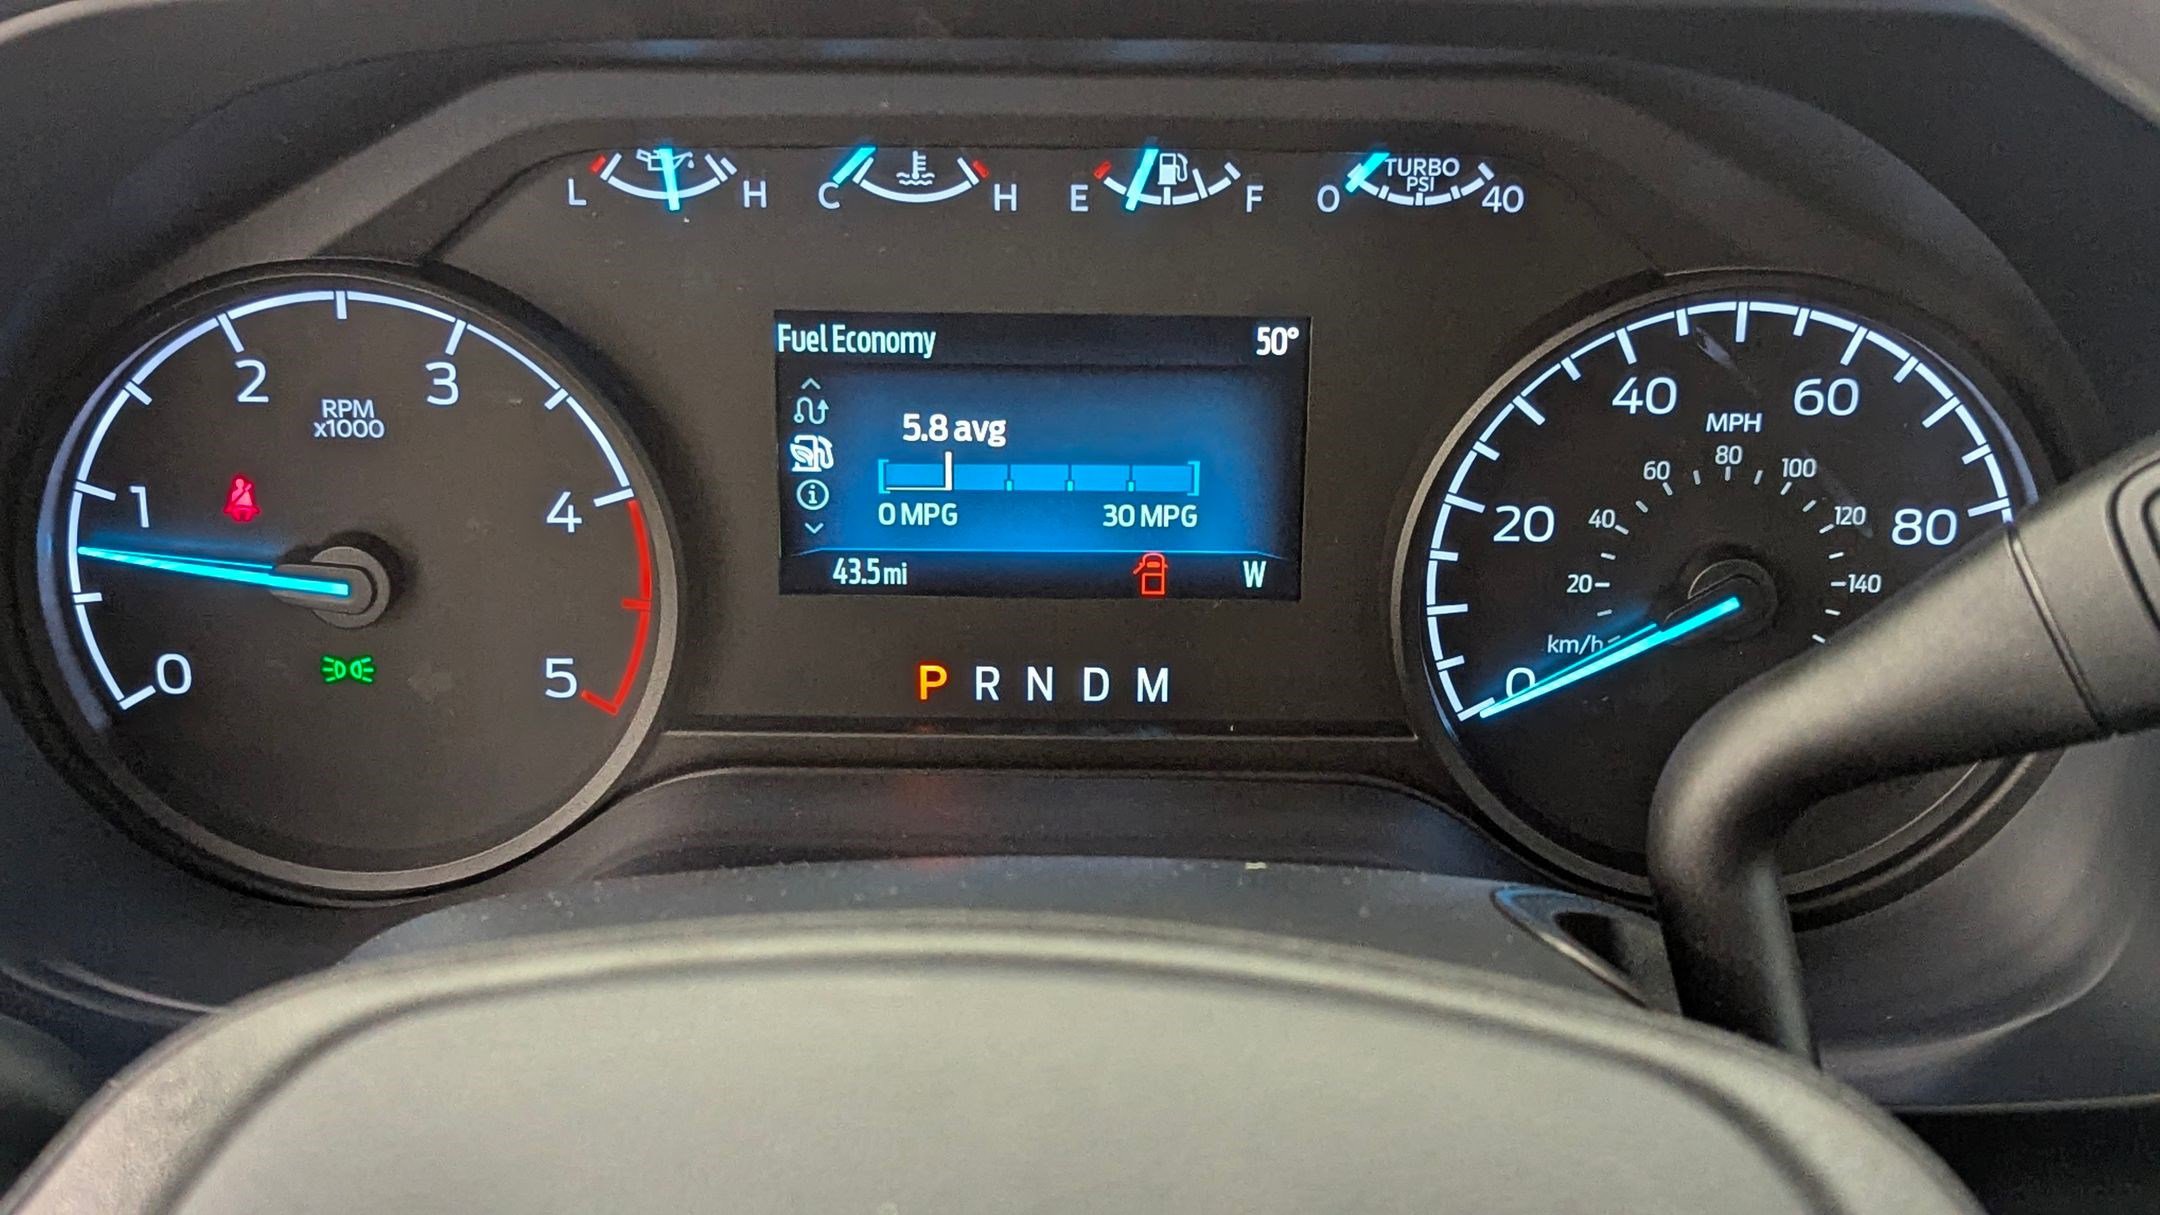 L H C H E F 0 TURBO PSI 40
Fuel Economy 50°
2 3
RPM
x1000
1 4
0 5
5.8 avg
0 MPG 30 MPG
43.5 mi W
P R N D M
40 60
MPH
20 80
0
60 80 100
40 120
20 140
km/h